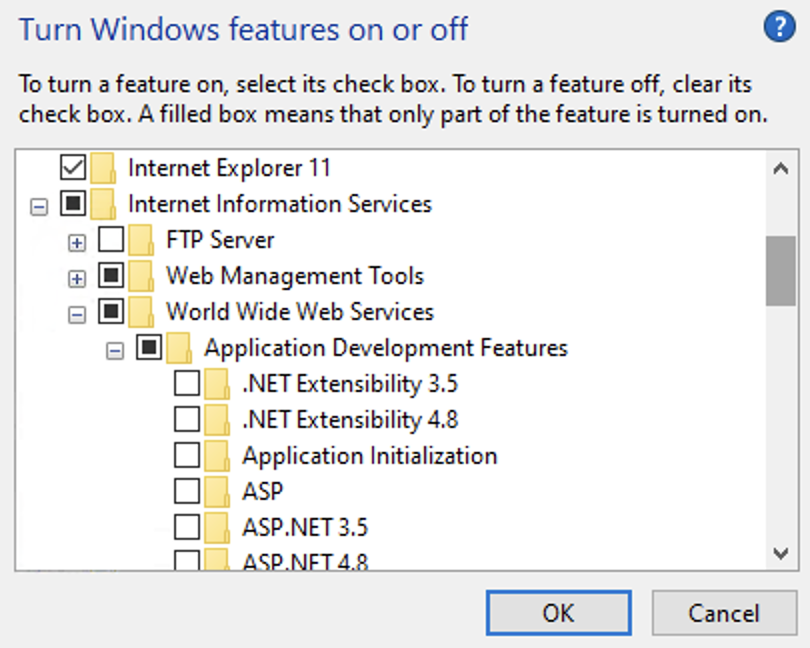 Turn Windows features on or off
?
To turn a feature on, select its check box. To turn a feature off, clear its
check box. A filled box means that only part of the feature is turned on.
Internet Explorer 11
Internet Information Services
FTP Server
Web Management Tools
World Wide Web Services
Application Development Features
.NET Extensibility 3.5
.NET Extensibility 4.8
Application Initialization
ASP
ASP.NET 3.5
ASP.NET 4.8
OK Cancel